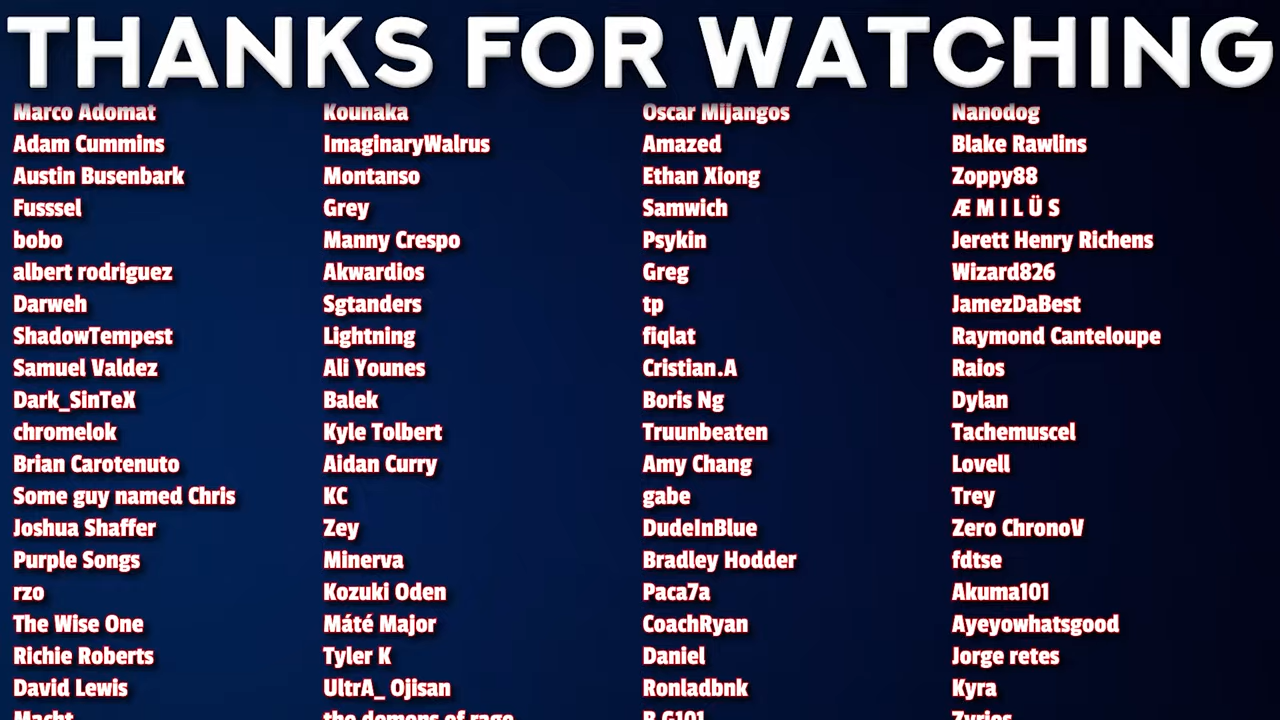 THANKS FOR WATCHING
Marco Adomat
Adam Cummins
Austin Busenbark
Fusssel
bobo
albert rodriguez
Darweh
ShadowTempest
Samuel Valdez
Dark_SinTeX
chromelok
Brian Carotenuto
Some guy named Chris
Joshua Shaffer
Purple Songs
rzo
The Wise One
Richie Roberts
David Lewis
Macht
Kounaka
ImaginaryWalrus
Montanso
Grey
Manny Crespo
Akwardios
Sgtanders
Lightning
Ali Younes
Balek
Kyle Tolbert
Aidan Curry
KC
Zey
Minerva
Kozuki Oden
Máté Major
Tyler K
UltrA_ Ojisan
the demons of rage
Oscar Mijangos
Amazed
Ethan Xiong
Samwich
Psykin
Greg
tp
fiqlat
Cristian.A
Boris Ng
Truunbeaten
Amy Chang
gabe
DudeInBlue
Bradley Hodder
Paca7a
CoachRyan
Daniel
Ronladbnk
Nanodog
Blake Rawlins
Zoppy88
Æ M I L Ü S
Jerett Henry Richens
Wizard826
JamezDaBest
Raymond Canteloupe
Raios
Dylan
Tachemuscel
Lovell
Trey
Zero ChronoV
fdtse
Akuma101
Ayeyowhatsgood
Jorge retes
Kyra